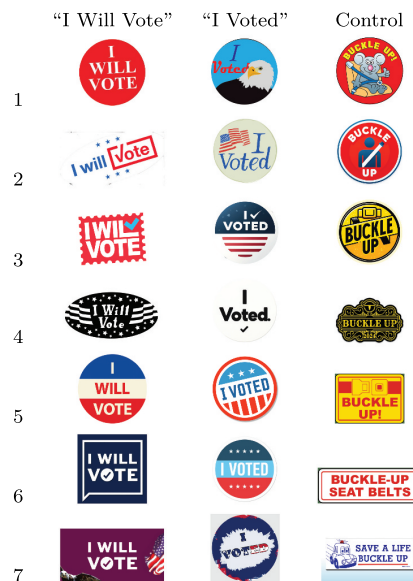 “I Will Vote” “I Voted” Control
1
I
WILL
VOTE
I
Voted
BUCKLE UP!
2
I will Vote
I
Voted
BUCKLE
UP
3
I WILL
VOTE
I
VOTED
BUCKLE
UP
4
I Will
Vote
I
Voted.
BUCKLE UP
5
I
WILL
VOTE
I VOTED
BUCKLE
UP!
6
I WILL
VOTE
I VOTED
BUCKLE-UP
SEAT BELTS
7
I WILL
VOTE
I VOTED
SAVE A LIFE
BUCKLE UP